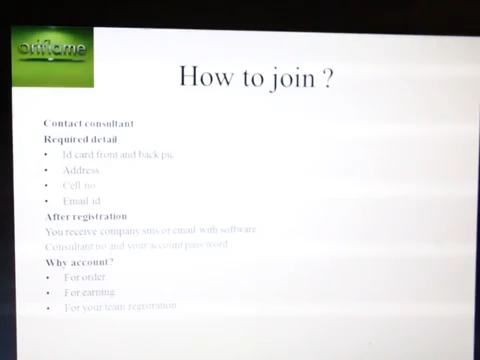 oriflame
How to join ?
Contact consultant
Required detail
• Id card front and back pic
• Address
• Cell no
• Email id
After registration
You receive company sms or email with software
Consultant no and your account password
Why account?
• For order
• For earning
• For your team registration